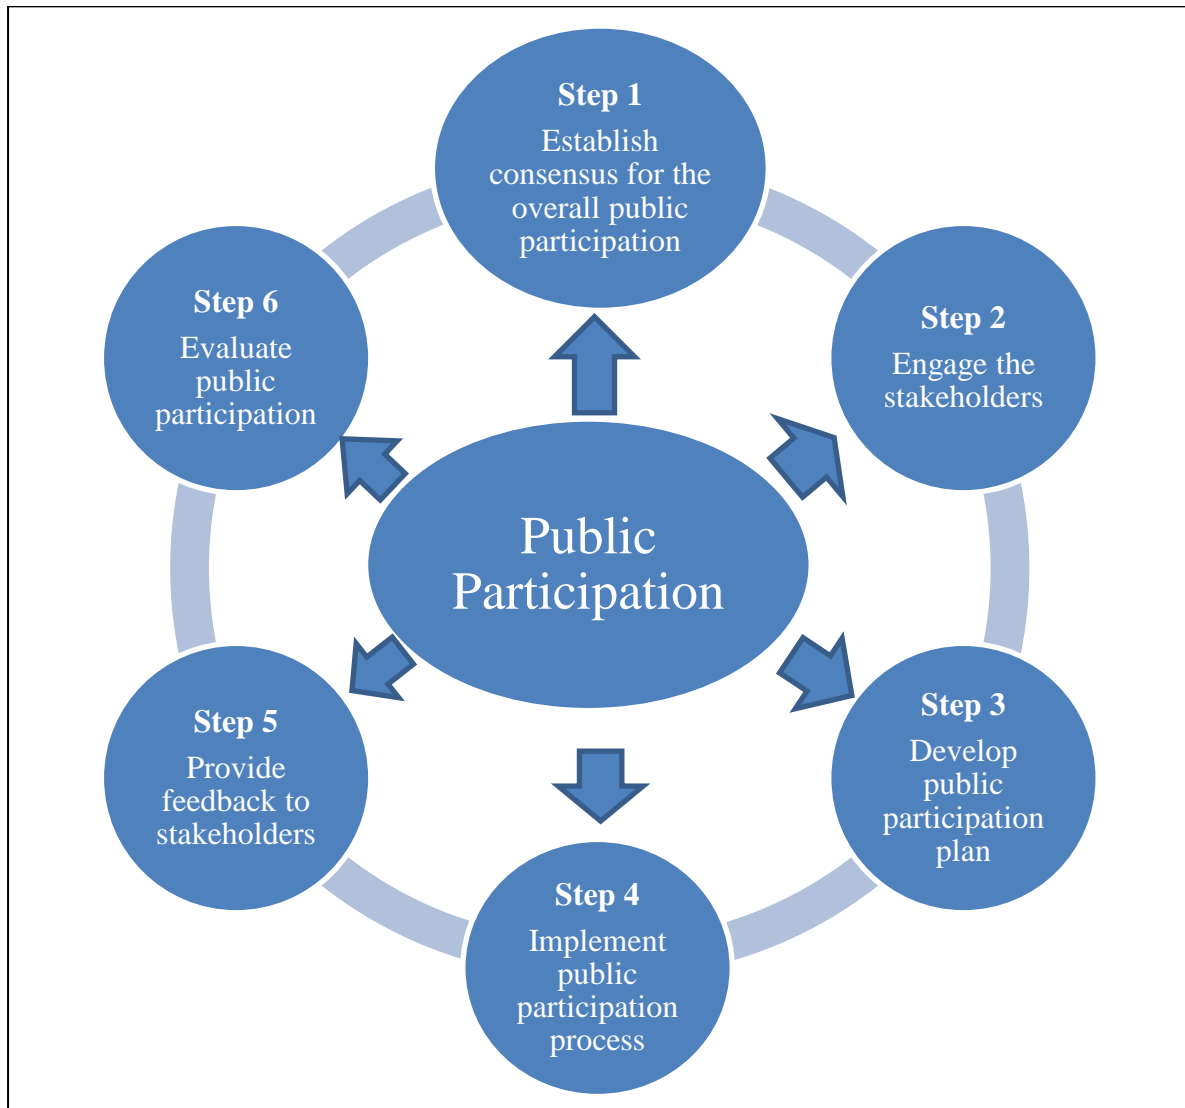 Step 1
Establish
consensus for the
overall public
participation
Step 2
Engage the
stakeholders
Step 3
Develop
public
participation
plan
Step 4
Implement
public
participation
process
Step 5
Provide
feedback to
stakeholders
Step 6
Evaluate
public
participation
Public
Participation